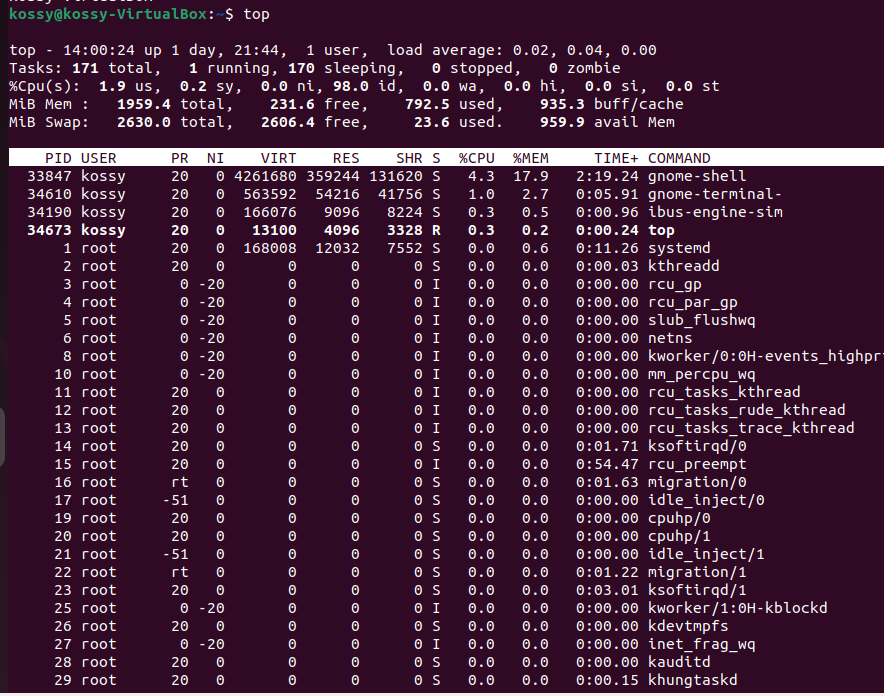 kossy@kossy-VirtualBox:~$ top
top - 14:00:24 up 1 day, 21:44,  1 user,  load average: 0.02, 0.04, 0.00
Tasks: 171 total,   1 running, 170 sleeping,   0 stopped,   0 zombie
%Cpu(s):  1.9 us,  0.2 sy,  0.0 ni, 98.0 id,  0.0 wa,  0.0 hi,  0.0 si,  0.0 st
MiB Mem :   1959.4 total,    231.6 free,    792.5 used,    935.3 buff/cache
MiB Swap:   2630.0 total,   2606.4 free,     23.6 used.    959.9 avail Mem
    PID USER      PR  NI    VIRT    RES    SHR S  %CPU  %MEM     TIME+ COMMAND
  33847 kossy     20   0 4261680 359244 131620 S   4.3  17.9   2:19.24 gnome-shell
  34610 kossy     20   0  563592  54216  41756 S   1.0   2.7   0:05.91 gnome-terminal-
  34190 kossy     20   0  166076   9096   8224 S   0.3   0.5   0:00.96 ibus-engine-sim
  34673 kossy     20   0   13100   4096   3328 R   0.3   0.2   0:00.24 top
      1 root      20   0  168008  12032   7552 S   0.0   0.6   0:11.26 systemd
      2 root      20   0       0      0      0 S   0.0   0.0   0:00.03 kthreadd
      3 root       0 -20       0      0      0 I   0.0   0.0   0:00.00 rcu_gp
      4 root       0 -20       0      0      0 I   0.0   0.0   0:00.00 rcu_par_gp
      5 root       0 -20       0      0      0 I   0.0   0.0   0:00.00 slub_flushwq
      6 root       0 -20       0      0      0 I   0.0   0.0   0:00.00 netns
      8 root       0 -20       0      0      0 I   0.0   0.0   0:00.00 kworker/0:0H-events_highpr
     10 root       0 -20       0      0      0 I   0.0   0.0   0:00.00 mm_percpu_wq
     11 root      20   0       0      0      0 I   0.0   0.0   0:00.00 rcu_tasks_kthread
     12 root      20   0       0      0      0 I   0.0   0.0   0:00.00 rcu_tasks_rude_kthread
     13 root      20   0       0      0      0 I   0.0   0.0   0:00.00 rcu_tasks_trace_kthread
     14 root      20   0       0      0      0 S   0.0   0.0   0:01.71 ksoftirqd/0
     15 root      20   0       0      0      0 I   0.0   0.0   0:54.47 rcu_preempt
     16 root      rt   0       0      0      0 S   0.0   0.0   0:01.63 migration/0
     17 root     -51   0       0      0      0 S   0.0   0.0   0:00.00 idle_inject/0
     19 root      20   0       0      0      0 S   0.0   0.0   0:00.00 cpuhp/0
     20 root      20   0       0      0      0 S   0.0   0.0   0:00.00 cpuhp/1
     21 root     -51   0       0      0      0 S   0.0   0.0   0:00.00 idle_inject/1
     22 root      rt   0       0      0      0 S   0.0   0.0   0:01.22 migration/1
     23 root      20   0       0      0      0 S   0.0   0.0   0:03.01 ksoftirqd/1
     25 root       0 -20       0      0      0 I   0.0   0.0   0:00.00 kworker/1:0H-kblockd
     26 root      20   0       0      0      0 S   0.0   0.0   0:00.00 kdevtmpfs
     27 root       0 -20       0      0      0 I   0.0   0.0   0:00.00 inet_frag_wq
     28 root      20   0       0      0      0 S   0.0   0.0   0:00.00 kauditd
     29 root      20   0       0      0      0 S   0.0   0.0   0:00.15 khungtaskd